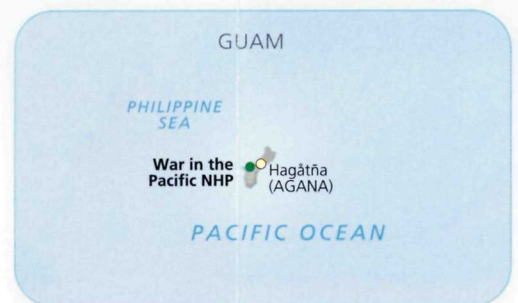 GUAM
PHILIPPINE
SEA
War in the
Pacific NHP
Hagåtña
(AGANA)
PACIFIC OCEAN